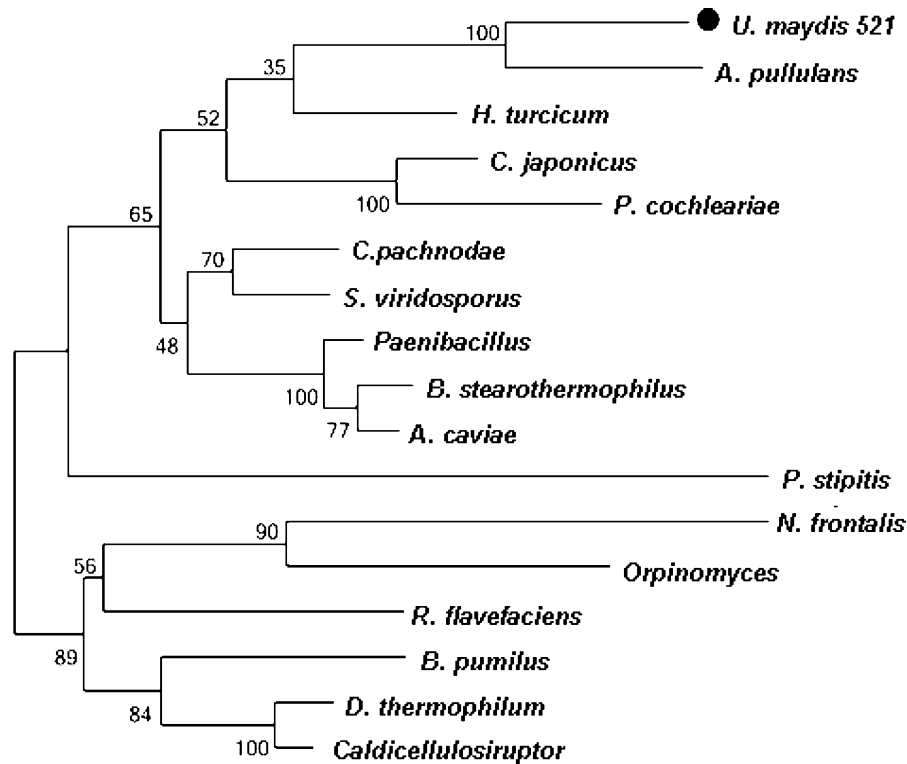 100
U. maydis 521
A. pullulans
35
H. turcicum
52
C. japonicus
100
P. cochleariae
65
C.pachnodae
70
S. viridosporus
48
Paenibacillus
100
B. stearothermophilus
77
A. caviae
P. stipitis
N. frontalis
90
Orpinomyces
56
R. flavefaciens
89
B. pumilus
84
D. thermophilum
100
Caldicellulosiruptor